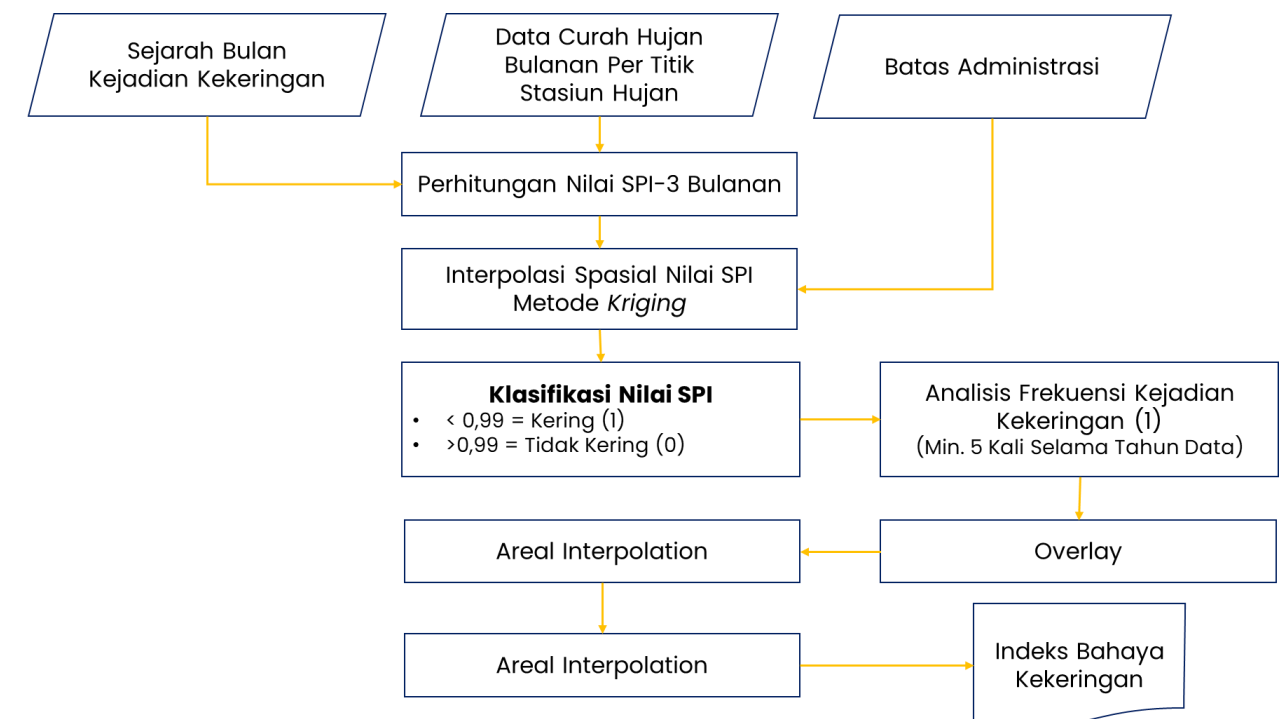 Sejarah Bulan
Kejadian Kekeringan
Data Curah Hujan
Bulanan Per Titik
Stasiun Hujan
Batas Administrasi
Perhitungan Nilai SPI-3 Bulanan
Interpolasi Spasial Nilai SPI
Metode Kriging
Klasifikasi Nilai SPI
• < 0,99 = Kering (1)
• >0,99 = Tidak Kering (0)
Analisis Frekuensi Kejadian
Kekeringan (1)
(Min. 5 Kali Selama Tahun Data)
Areal Interpolation
Overlay
Areal Interpolation
Indeks Bahaya
Kekeringan